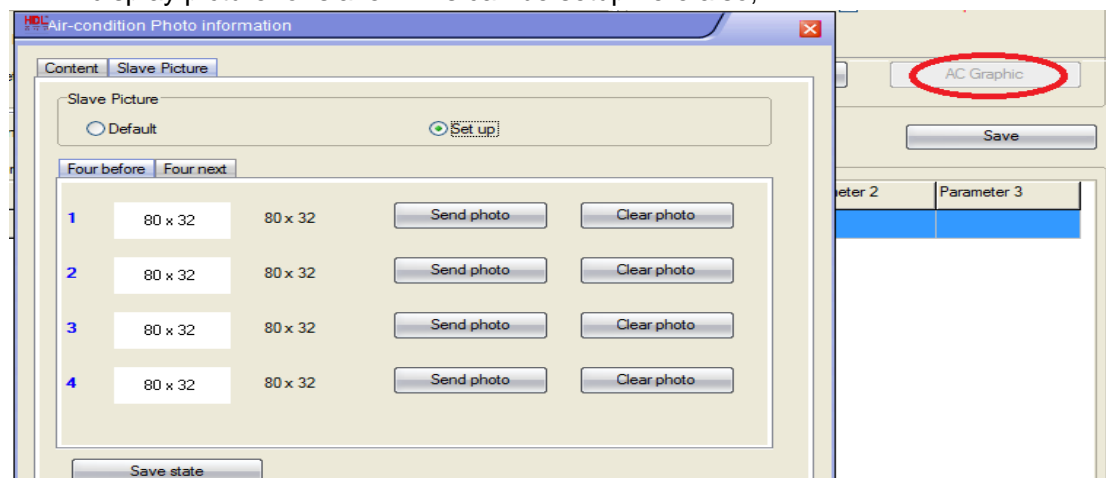 HDL Air-condition Photo information
Content Slave Picture
AC Graphic
Slave Picture
Default Set up
Save
Four before Four next
Parameter 3
1 80 x 32 80 x 32 Send photo Clear photo
2 80 x 32 80 x 32 Send photo Clear photo
3 80 x 32 80 x 32 Send photo Clear photo
4 80 x 32 80 x 32 Send photo Clear photo
Save state